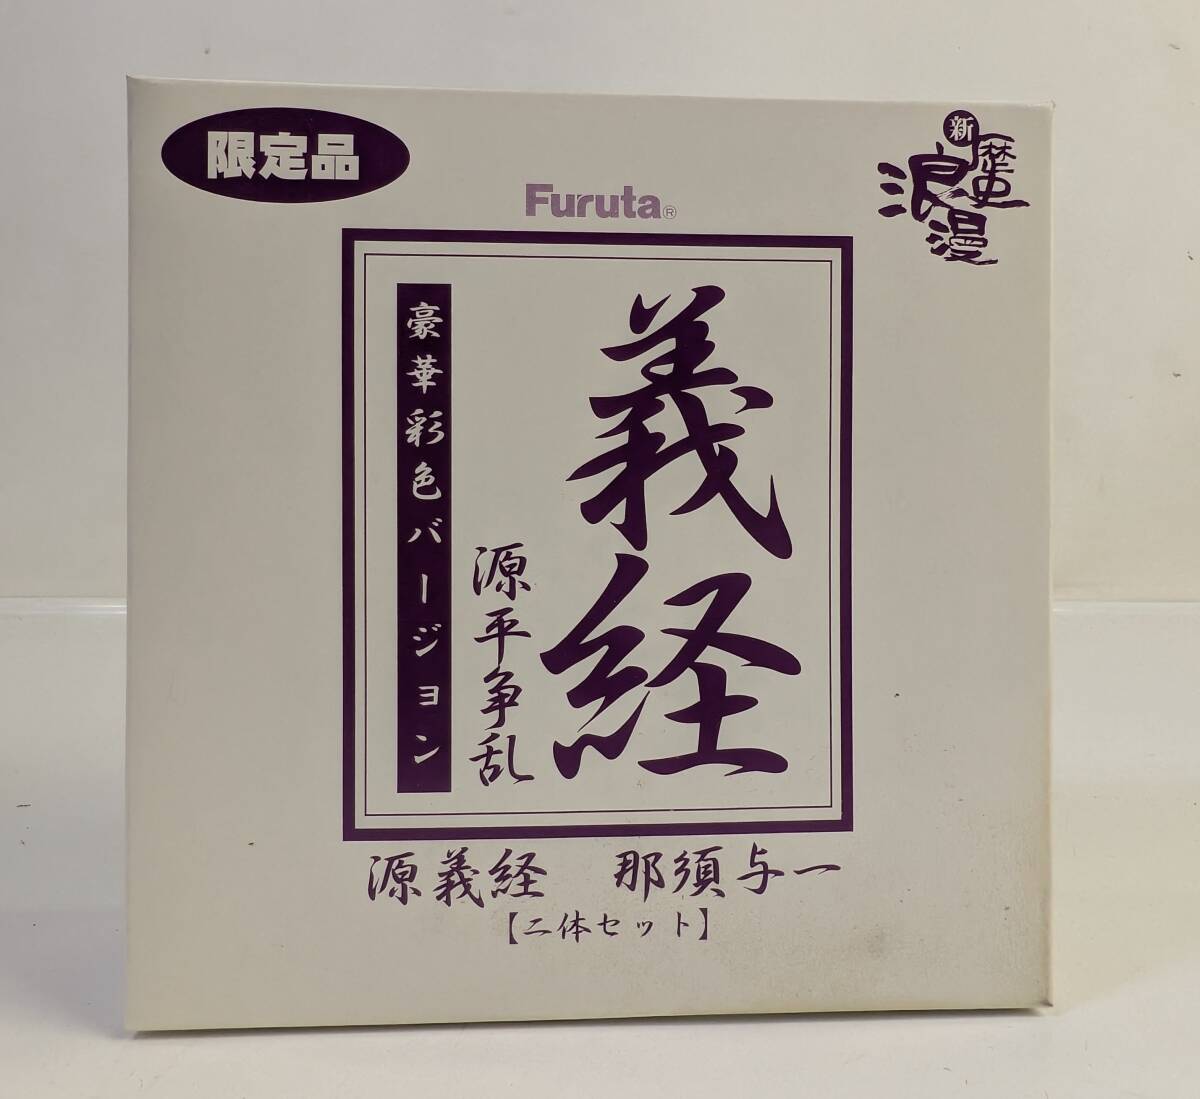 限定品
Furuta®
新
歴史
浪漫
義経
源平争乱
豪華彩色バージョン
源義経 那須与一
【二体セット】